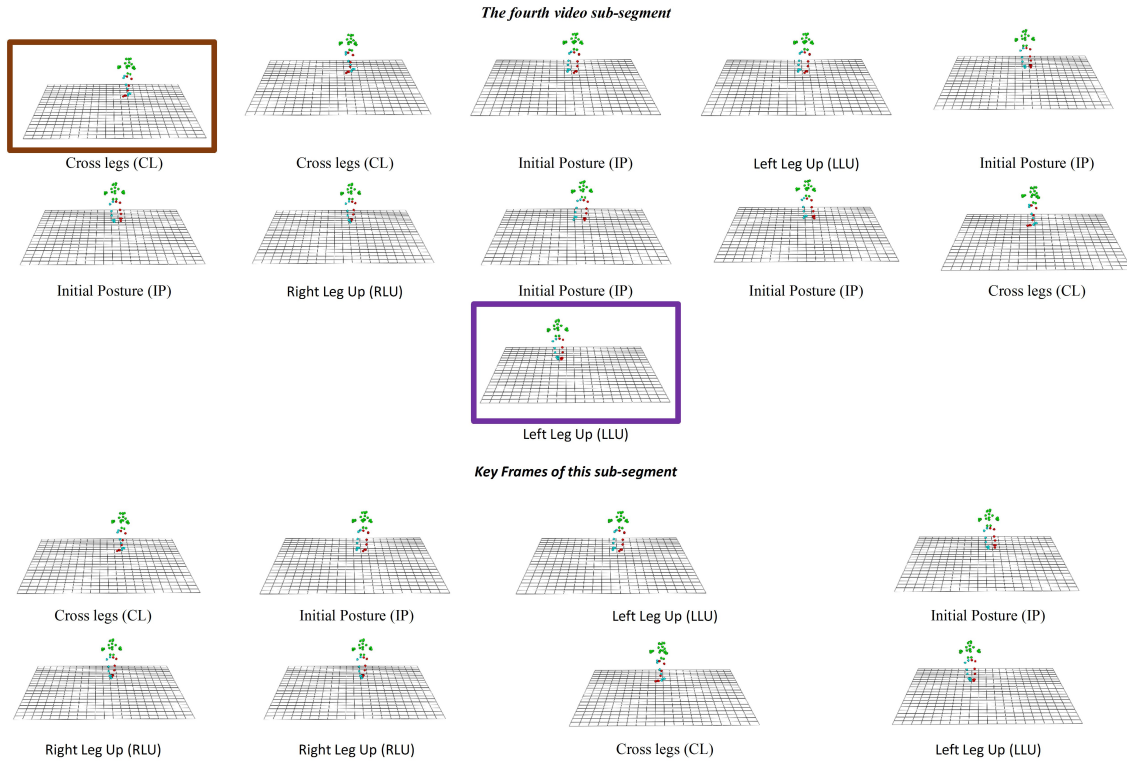 The fourth video sub-segment
Cross legs (CL)
Cross legs (CL)
Initial Posture (IP)
Left Leg Up (LLU)
Initial Posture (IP)
Initial Posture (IP)
Right Leg Up (RLU)
Initial Posture (IP)
Initial Posture (IP)
Cross legs (CL)
Left Leg Up (LLU)
Key Frames of this sub-segment
Cross legs (CL)
Initial Posture (IP)
Left Leg Up (LLU)
Initial Posture (IP)
Right Leg Up (RLU)
Right Leg Up (RLU)
Cross legs (CL)
Left Leg Up (LLU)